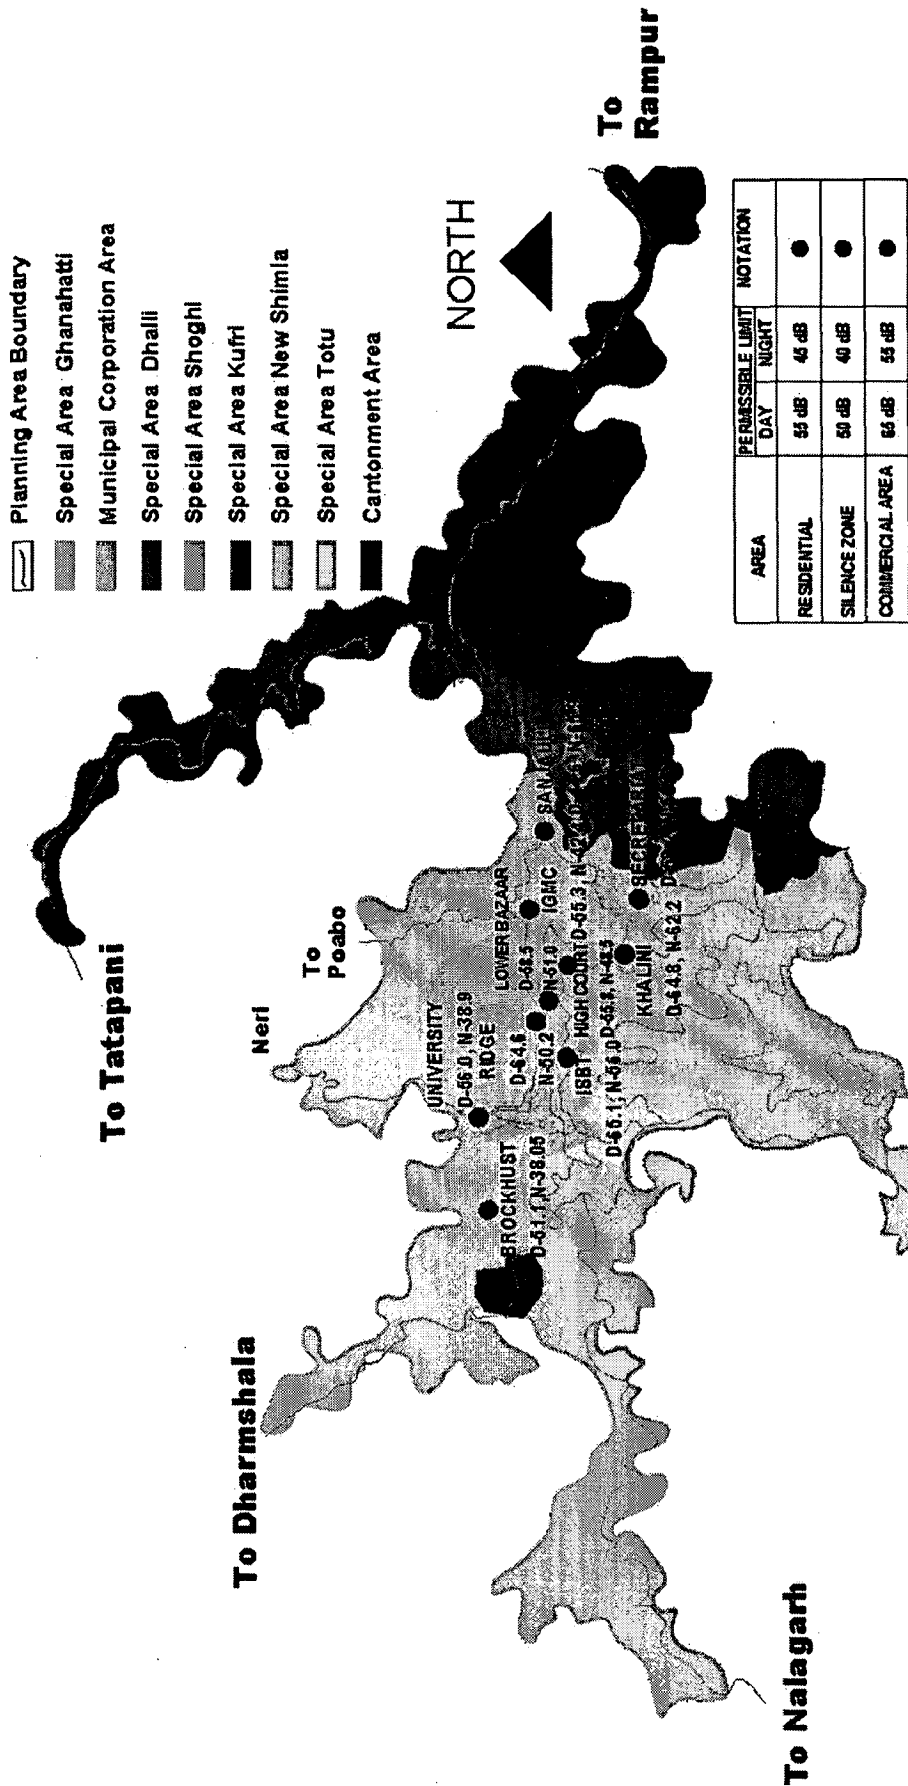 Planning Area Boundary
Special Area Ghanahatti
Municipal Corporation Area
Special Area Dhalli
Special Area Shoghi
Special Area Kufri
Special Area New Shimla
Special Area Totu
Cantonment Area
NORTH
To Tatapani
To
Rampur
Neri
To
Poabo
To Dharmshala
UNIVERSITY
D-56.0, N-38.9
RIDGE
D-64.6
N-50.2
LOWER BAZAAR
D-58.5
N-51.0
IGMC
D-55.3, N-42
HIGH COURT
D-55.8, N-48.5
ISBT
D-65.1, N-56.0
BROCKHUST
D-51.1, N-38.05
KHALINI
D-64.8, N-62.2
SECRETARIAT
To Nalagarh
AREA PERMISSIBLE LIMIT NOTATION
DAY NIGHT
RESIDENTIAL 55 dB 45 dB
SILENCE ZONE 50 dB 40 dB
COMMERCIAL AREA 65 dB 55 dB